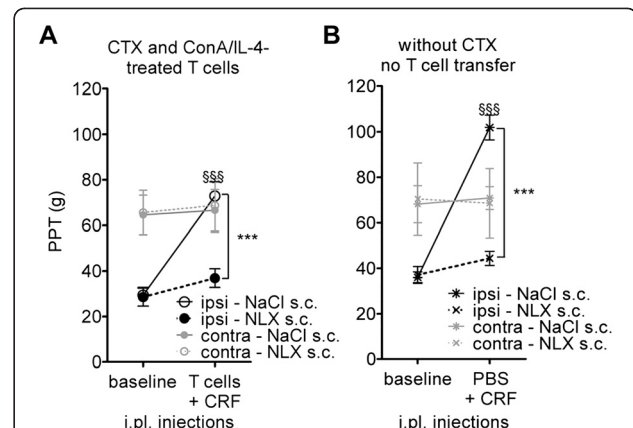 A
CTX and ConA/IL-4-
treated T cells
120
100
80
60
40
20
0
PPT (g)
§§§
***
ipsi - NaCl s.c.
ipsi - NLX s.c.
contra - NaCl s.c.
contra - NLX s.c.
baseline
T cells
+ CRF
i.pl. injections
B
without CTX
no T cell transfer
120
100
80
60
40
20
0
§§§
***
ipsi - NaCl s.c.
ipsi - NLX s.c.
contra - NaCl s.c.
contra - NLX s.c.
baseline
PBS
+ CRF
i.pl. injections